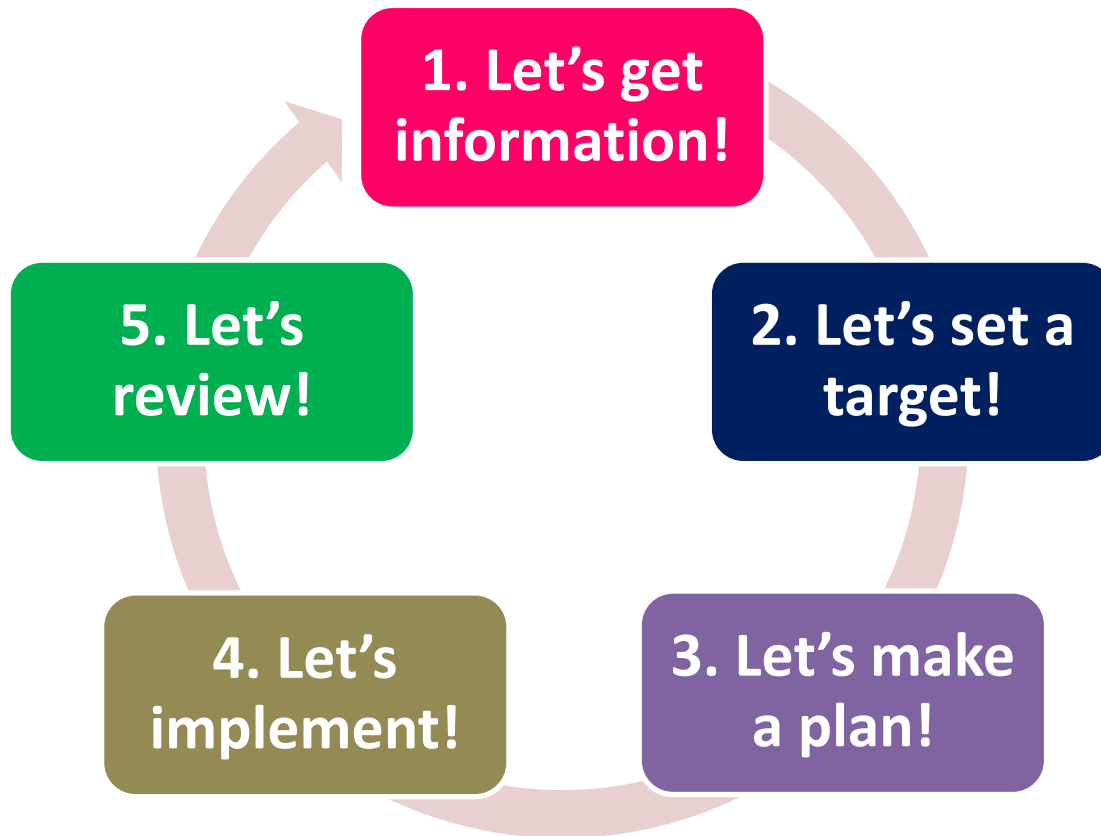 1. Let’s get
information!
2. Let’s set a
target!
3. Let’s make
a plan!
4. Let’s
implement!
5. Let’s
review!